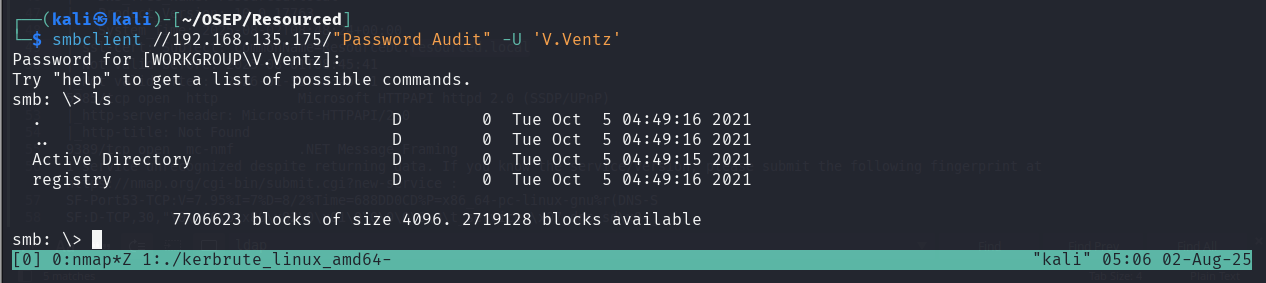 ┌──(kali㉿kali)-[~/OSEP/Resourced]
└─$ smbclient //192.168.135.175/"Password Audit" -U 'V.Ventz'
Password for [WORKGROUP\V.Ventz]:
Try "help" to get a list of possible commands.
smb: \> ls
  .                                   D        0  Tue Oct  5 04:49:16 2021
  ..                                  D        0  Tue Oct  5 04:49:16 2021
  Active Directory                    D        0  Tue Oct  5 04:49:15 2021
  registry                            D        0  Tue Oct  5 04:49:16 2021
                7706623 blocks of size 4096. 2719128 blocks available
smb: \>
[0] 0:nmap*Z 1:./kerbrute_linux_amd64- "kali" 05:06 02-Aug-25